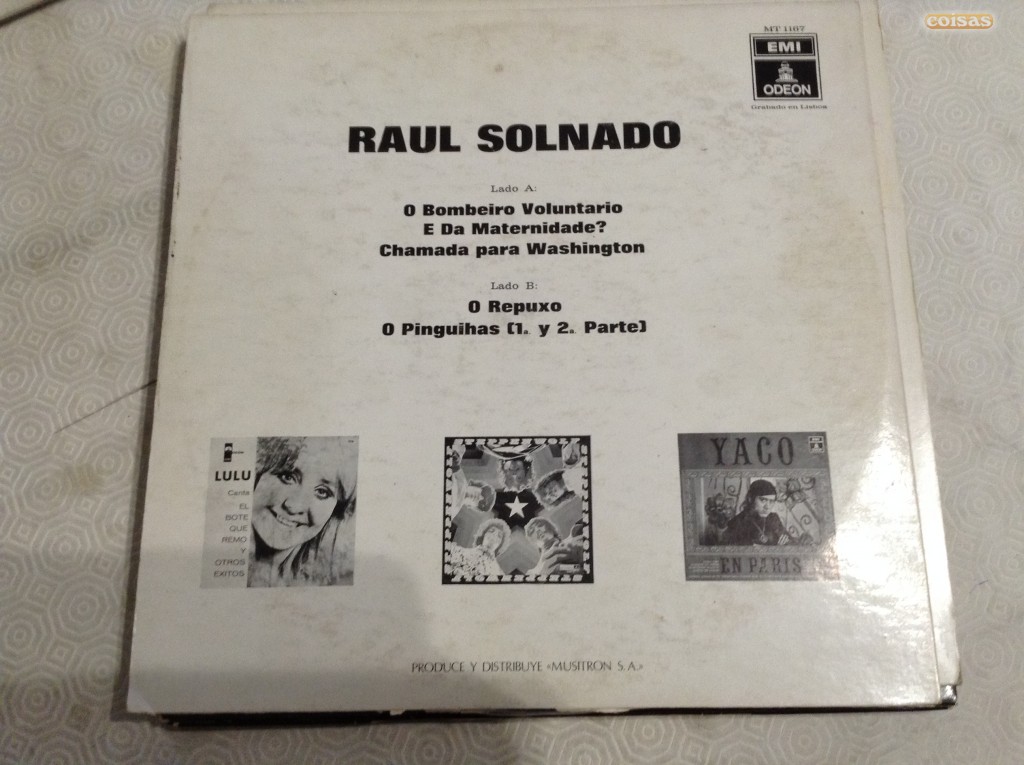 coisas
MT 1167
EMI
ODEON
Grabado en Lisboa
RAUL SOLNADO
Lado A:
O Bombeiro Voluntario
E Da Maternidade?
Chamada para Washington
Lado B:
O Repuxo
O Pinguihas (1.a y 2.a Parte)
LULU
Canta
EL
BOTE
QUE
REMO
Y
OTROS
EXITOS
STEPPENWOLF
YACO
EN PARIS
PRODUCE Y DISTRIBUYE «MUSITRON S.A.»